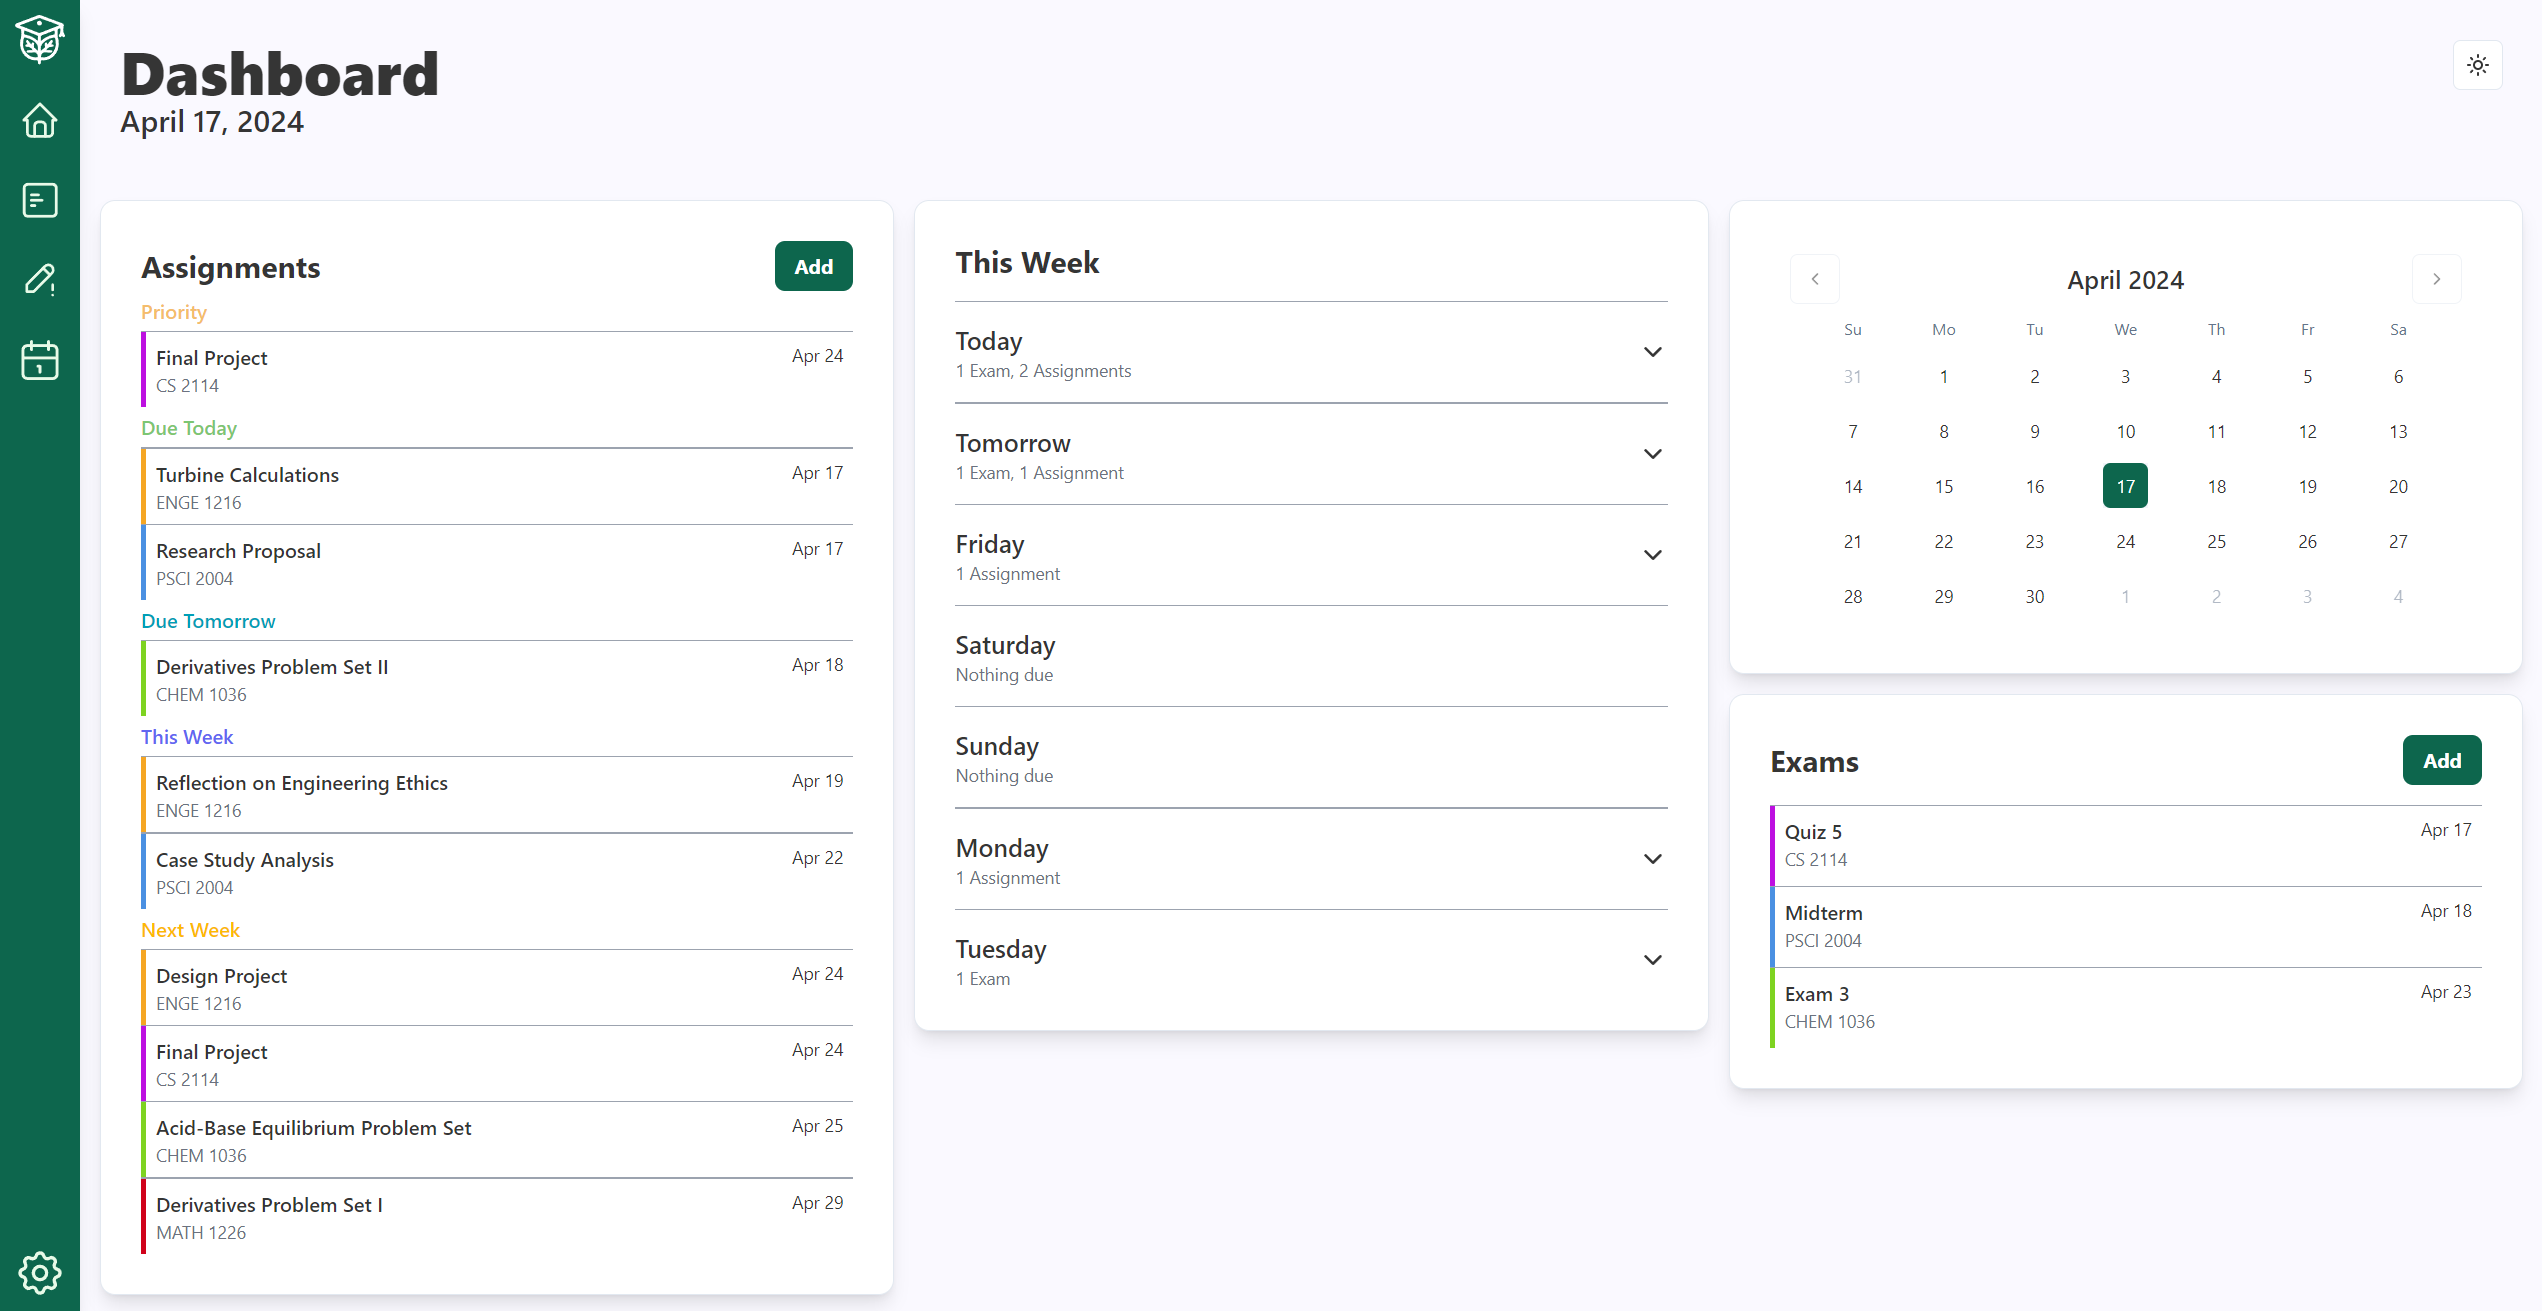 Dashboard
April 17, 2024
Assignments
Add
Priority
Final Project
Apr 24
CS 2114
Due Today
Turbine Calculations
Apr 17
ENGE 1216
Research Proposal
Apr 17
PSCI 2004
Due Tomorrow
Derivatives Problem Set II
Apr 18
CHEM 1036
This Week
Reflection on Engineering Ethics
Apr 19
ENGE 1216
Case Study Analysis
Apr 22
PSCI 2004
Next Week
Design Project
Apr 24
ENGE 1216
Final Project
Apr 24
CS 2114
Acid-Base Equilibrium Problem Set
Apr 25
CHEM 1036
Derivatives Problem Set I
Apr 29
MATH 1226
This Week
Today
1 Exam, 2 Assignments
Tomorrow
1 Exam, 1 Assignment
Friday
1 Assignment
Saturday
Nothing due
Sunday
Nothing due
Monday
1 Assignment
Tuesday
1 Exam
April 2024
Su Mo Tu We Th Fr Sa
31 1 2 3 4 5 6
7 8 9 10 11 12 13
14 15 16 17 18 19 20
21 22 23 24 25 26 27
28 29 30 1 2 3 4
Exams
Add
Quiz 5
Apr 17
CS 2114
Midterm
Apr 18
PSCI 2004
Exam 3
Apr 23
CHEM 1036